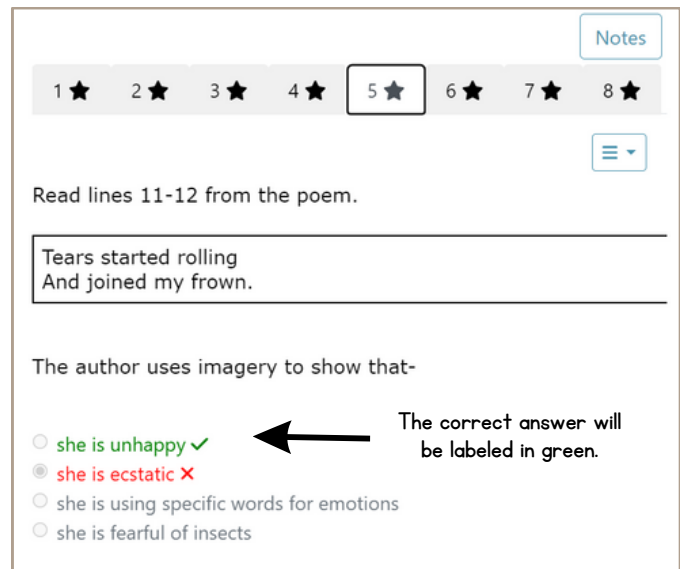 Notes
1 ★ 2 ★ 3 ★ 4 ★ 5 ★ 6 ★ 7 ★ 8 ★
Read lines 11-12 from the poem.
Tears started rolling
And joined my frown.
The author uses imagery to show that-
The correct answer will
be labeled in green.
she is unhappy ✓
she is ecstatic ✕
she is using specific words for emotions
she is fearful of insects